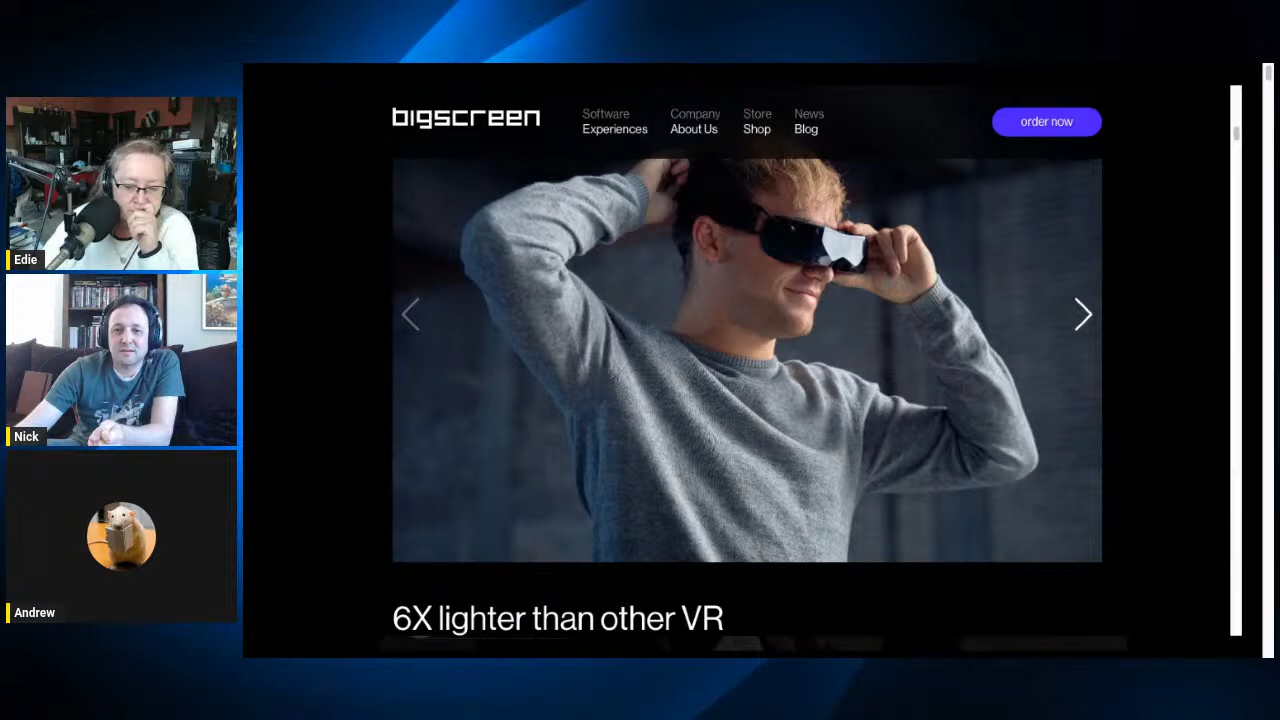 bigscreen
Software
Experiences
Company
About Us
Store
Shop
News
Blog
order now
6X lighter than other VR
Edie
Nick
Andrew